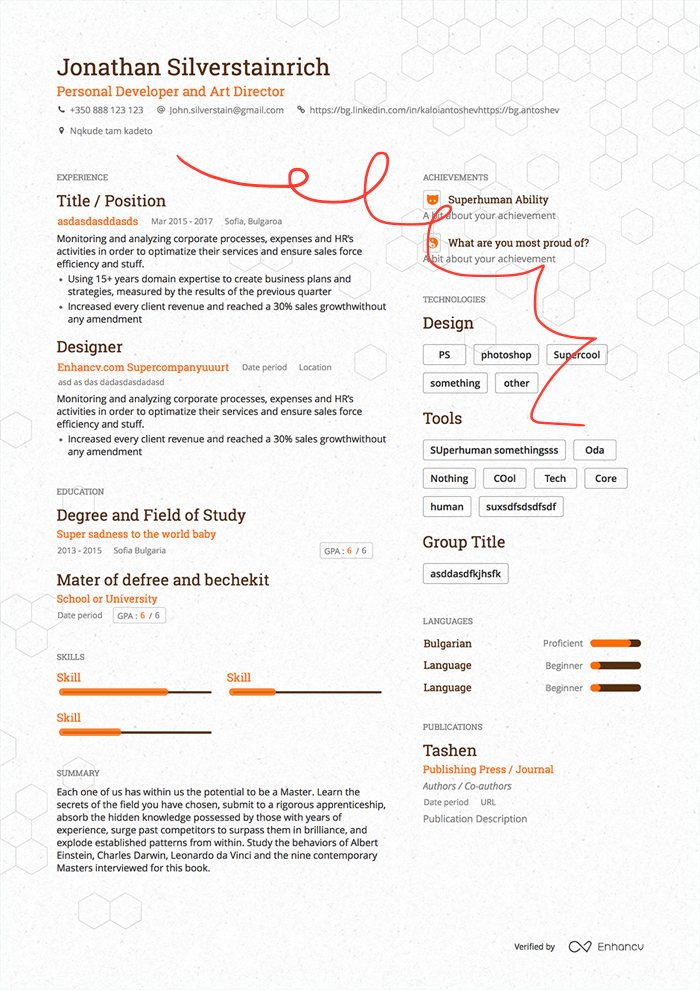 Jonathan Silverstainrich
Personal Developer and Art Director
+350 888 123 123 @ John.silverstain@gmail.com https://bg.linkedin.com/in/kaloiantoshevhttps://bg.antoshev
Nqkude tam kadeto
EXPERIENCE
Title / Position
asdasdasddasds Mar 2015 - 2017 Sofia, Bulgaroa
Monitoring and analyzing corporate processes, expenses and HR's
activities in order to optimatize their services and ensure sales force
efficiency and stuff.
• Using 15+ years domain expertise to create business plans and
strategies, measured by the results of the previous quarter
• Increased every client revenue and reached a 30% sales growthwithout
any amendment
Designer
Enhancv.com Supercompanyuuurt Date period Location
asd as das dadasdasdadasd
Monitoring and analyzing corporate processes, expenses and HR's
activities in order to optimatize their services and ensure sales force
efficiency and stuff.
• Increased every client revenue and reached a 30% sales growthwithout
any amendment
EDUCATION
Degree and Field of Study
Super sadness to the world baby
2013 - 2015 Sofia Bulgaria GPA : 6 / 6
Mater of defree and bechekit
School or University
Date period GPA : 6 / 6
SKILLS
Skill Skill
Skill
SUMMARY
Each one of us has within us the potential to be a Master. Learn the
secrets of the field you have chosen, submit to a rigorous apprenticeship,
absorb the hidden knowledge possessed by those with years of
experience, surge past competitors to surpass them in brilliance, and
explode established patterns from within. Study the behaviors of Albert
Einstein, Charles Darwin, Leonardo da Vinci and the nine contemporary
Masters interviewed for this book.
ACHIEVEMENTS
Superhuman Ability
A bit about your achievement
What are you most proud of?
A bit about your achievement
TECHNOLOGIES
Design
PS photoshop Supercool
something other
Tools
SUperhuman somethingsss Oda
Nothing COol Tech Core
human suxsdfsdsdfsdf
Group Title
asddasdfkjhsfk
LANGUAGES
Bulgarian Proficient
Language Beginner
Language Beginner
PUBLICATIONS
Tashen
Publishing Press / Journal
Authors / Co-authors
Date period URL
Publication Description
Verified by Enhancv